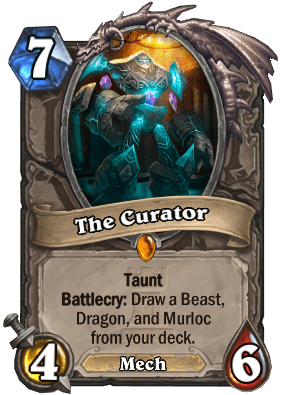 7
The Curator
Taunt
Battlecry: Draw a Beast,
Dragon, and Murloc
from your deck.
4
Mech
6